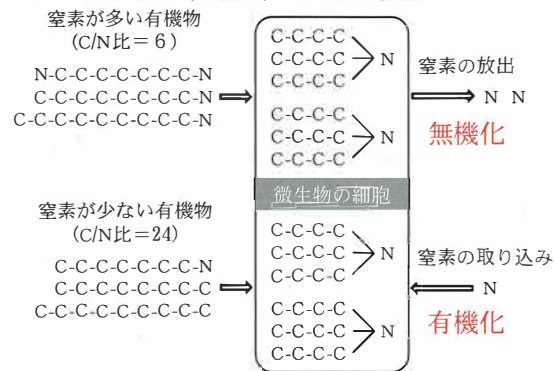 窒素が多い有機物
(C/N比＝6)
N-C-C-C-C-C-C-C-N
C-C-C-C-C-C-C-N
C-C-C-C-C-C-C-C-N
C-C-C-C
C-C-C-C
C-C-C-C
N
C-C-C-C
C-C-C-C
C-C-C-C
N
窒素の放出
N N
無機化
微生物の細胞
窒素が少ない有機物
(C/N比＝24)
C-C-C-C-C-C-C-N
C-C-C-C-C-C-C-C
C-C-C-C-C-C-C-C-C
C-C-C-C
C-C-C-C
C-C-C-C
N
C-C-C-C
C-C-C-C
C-C-C-C
N
窒素の取り込み
N
有機化